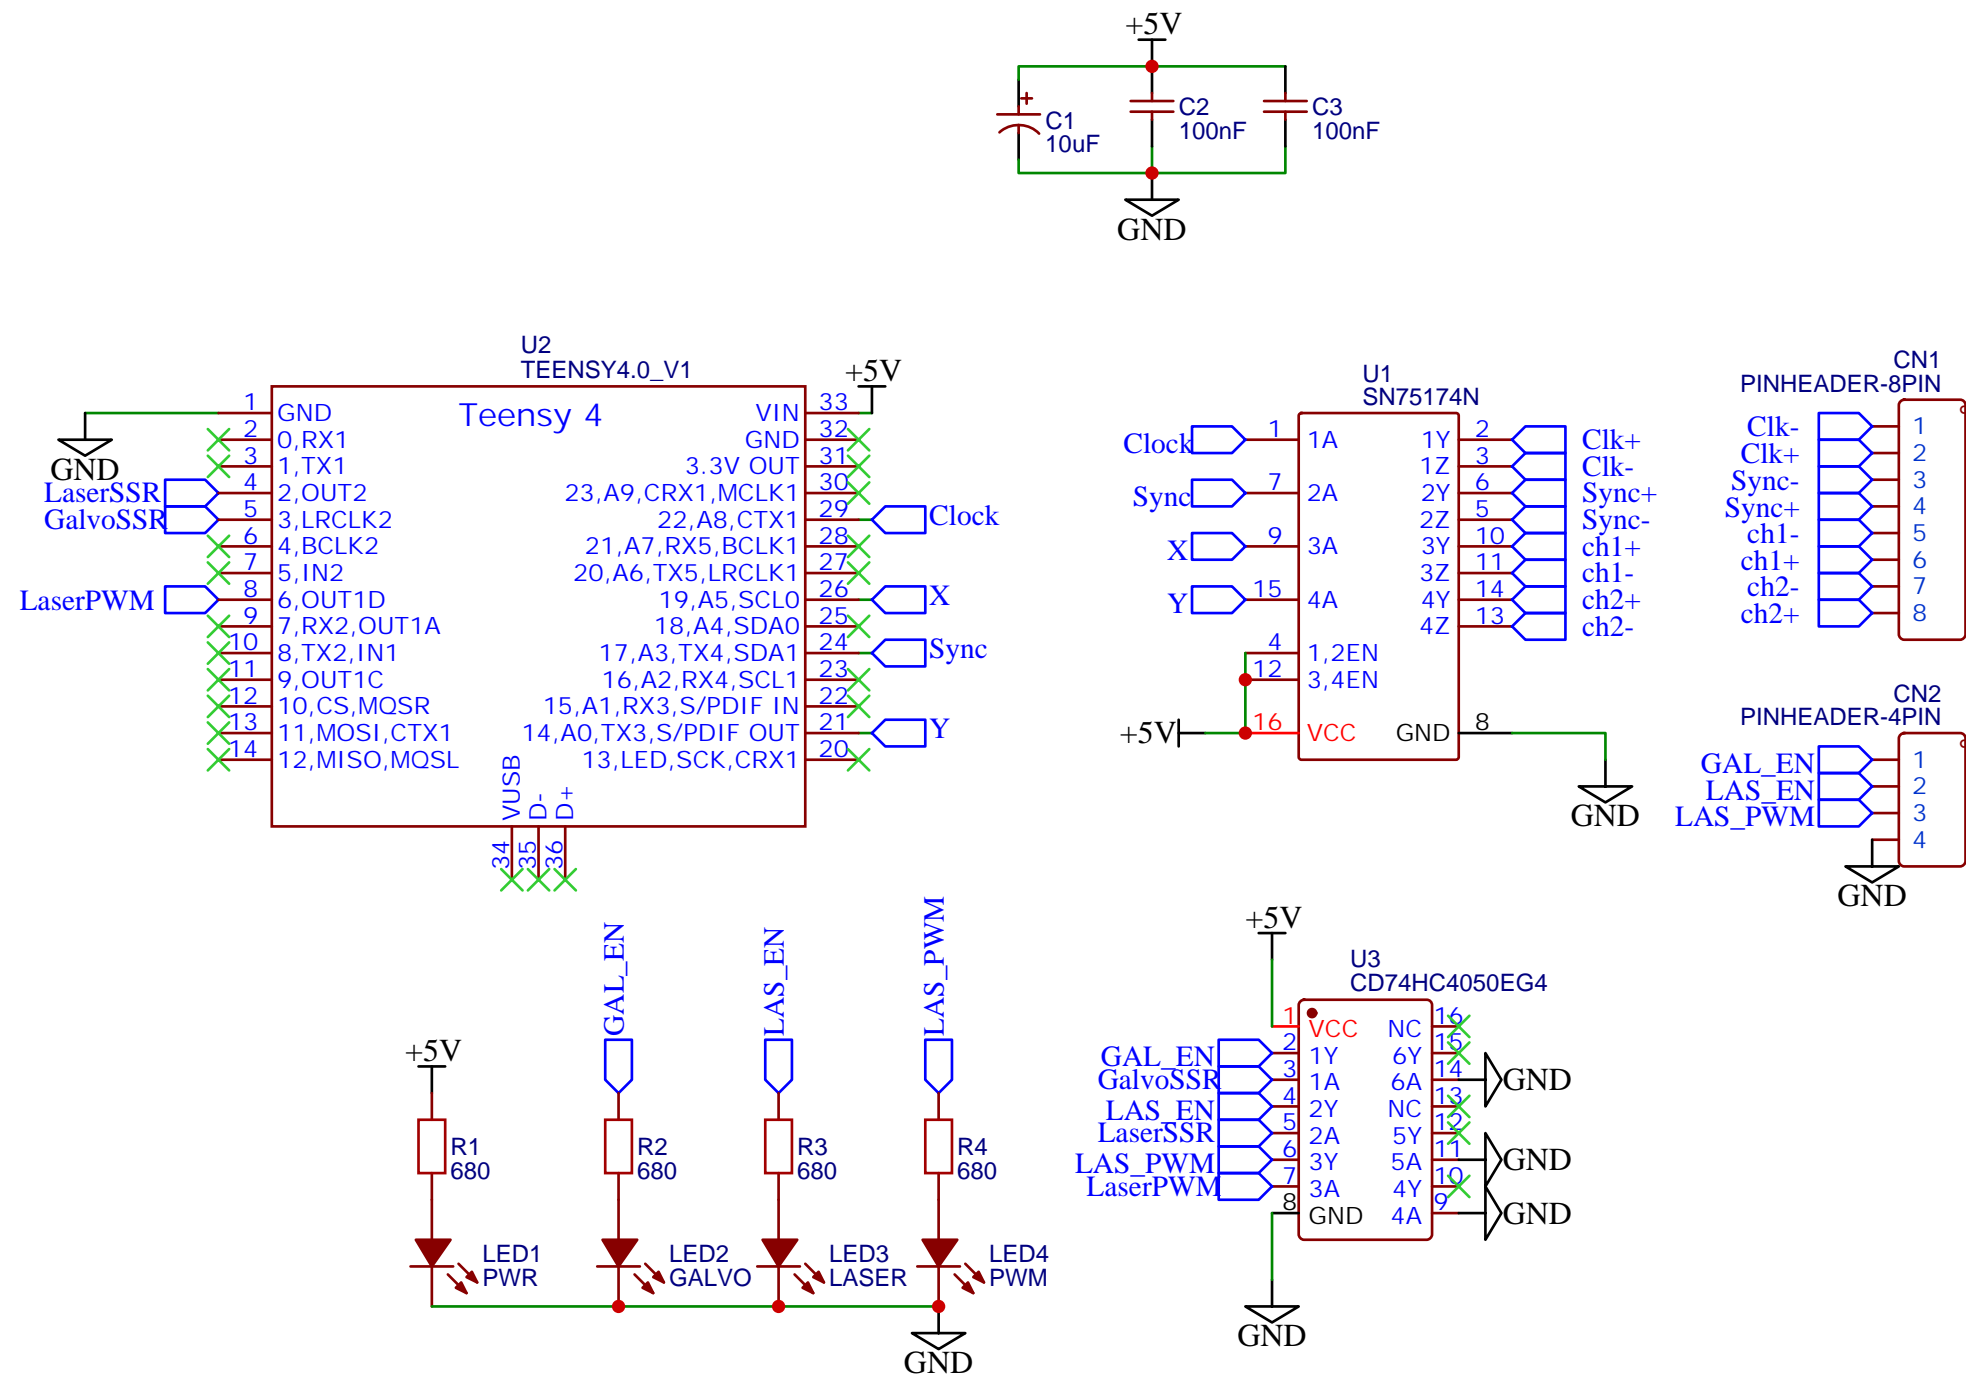 +5V
C1
10uF
C2
100nF
C3
100nF
GND
U2
TEENSY4.0_V1
+5V
Teensy 4
GND
LaserSSR
GalvoSSR
LaserPWM
1 GND
2 0,RX1
3 1,TX1
4 2,OUT2
5 3,LRCLK2
6 4,BCLK2
7 5,IN2
8 6,OUT1D
9 7,RX2,OUT1A
10 8,TX2,IN1
11 9,OUT1C
12 10,CS,MQSR
13 11,MOSI,CTX1
14 12,MISO,MQSL
VIN 33
GND 32
3.3V OUT 31
23,A9,CRX1,MCLK1 30
22,A8,CTX1 29
21,A7,RX5,BCLK1 28
20,A6,TX5,LRCLK1 27
19,A5,SCL0 26
18,A4,SDA0 25
17,A3,TX4,SDA1 24
16,A2,RX4,SCL1 23
15,A1,RX3,S/PDIF IN 22
14,A0,TX3,S/PDIF OUT 21
13,LED,SCK,CRX1 20
Clock
X
Sync
Y
VUSB 34
D- 35
D+ 36
U1
SN75174N
Clock 1 1A
Sync 7 2A
X 9 3A
Y 15 4A
4 1,2EN
12 3,4EN
+5V 16 VCC
1Y 2 Clk+
1Z 3 Clk-
2Y 6 Sync+
2Z 5 Sync-
3Y 10 ch1+
3Z 11 ch1-
4Y 14 ch2+
4Z 13 ch2-
GND 8
GND
CN1
PINHEADER-8PIN
Clk- 1
Clk+ 2
Sync- 3
Sync+ 4
ch1- 5
ch1+ 6
ch2- 7
ch2+ 8
CN2
PINHEADER-4PIN
GAL_EN 1
LAS_EN 2
LAS_PWM 3
4
GND
+5V
GAL_EN
LAS_EN
LAS_PWM
R1
680
R2
680
R3
680
R4
680
LED1
PWR
LED2
GALVO
LED3
LASER
LED4
PWM
GND
+5V
U3
CD74HC4050EG4
1 VCC
GAL_EN 2 1Y
GalvoSSR 3 1A
LAS_EN 4 2Y
LaserSSR 5 2A
LAS_PWM 6 3Y
LaserPWM 7 3A
8 GND
NC 16
6Y 15
6A 14 GND
NC 13
5Y 12
5A 11 GND
4Y 10
4A 9 GND
GND